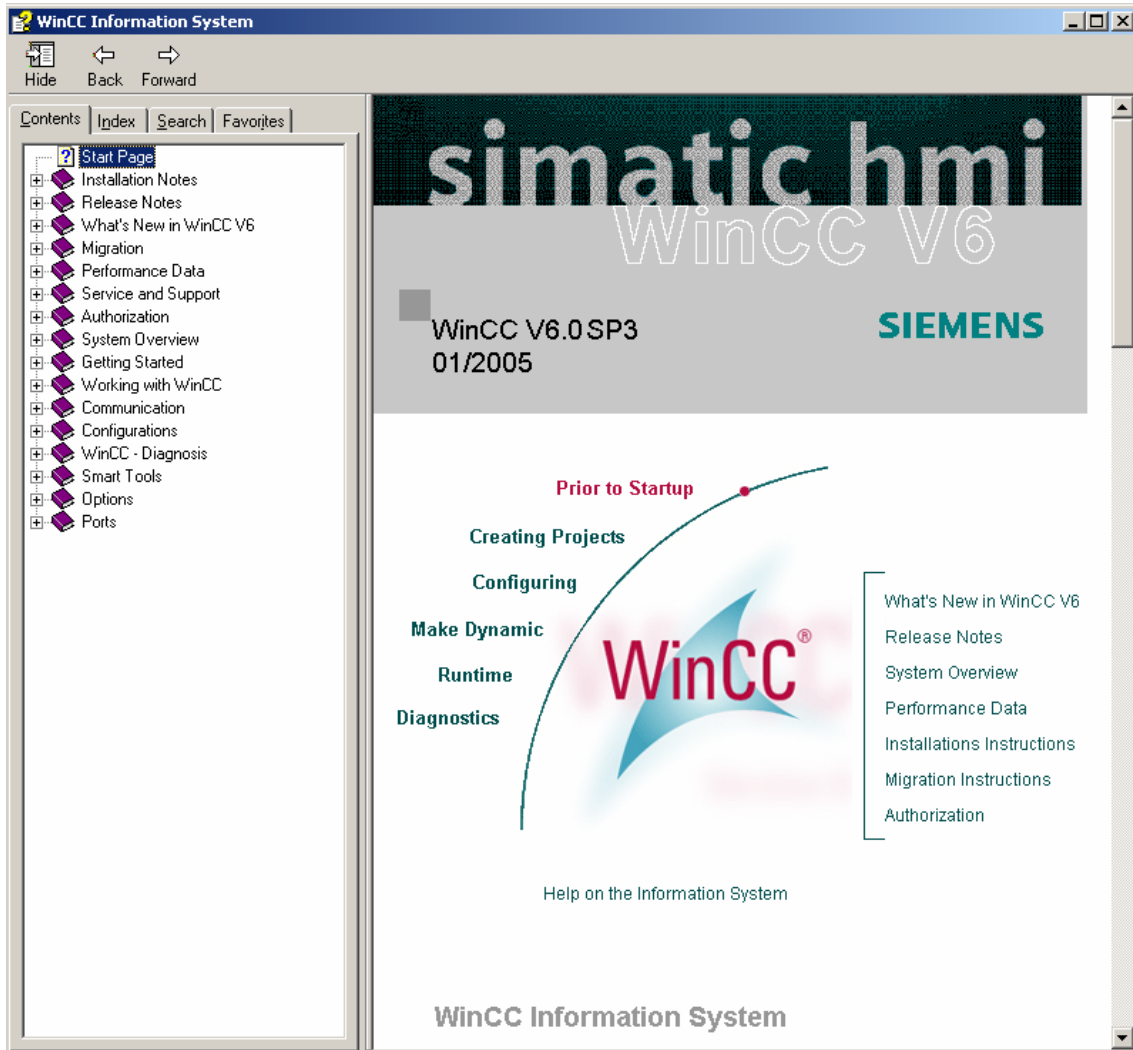 WinCC Information System
Hide Back Forward
Contents Index Search Favorites
Start Page
Installation Notes
Release Notes
What's New in WinCC V6
Migration
Performance Data
Service and Support
Authorization
System Overview
Getting Started
Working with WinCC
Communication
Configurations
WinCC - Diagnosis
Smart Tools
Options
Ports
simatic hmi
WinCC V6
WinCC V6.0 SP3
01/2005
SIEMENS
Prior to Startup
Creating Projects
Configuring
Make Dynamic
Runtime
Diagnostics
WinCC®
What's New in WinCC V6
Release Notes
System Overview
Performance Data
Installations Instructions
Migration Instructions
Authorization
Help on the Information System
WinCC Information System